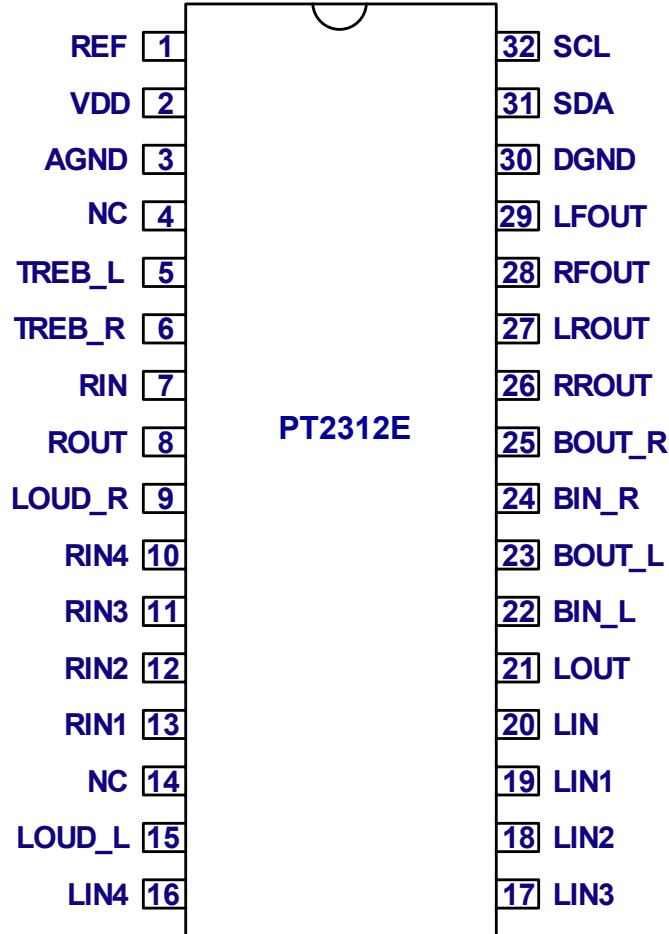 REF 1 32 SCL
VDD 2 31 SDA
AGND 3 30 DGND
NC 4 29 LFOUT
TREB_L 5 28 RFOUT
TREB_R 6 27 LROUT
RIN 7 26 RROUT
PT2312E
ROUT 8 25 BOUT_R
LOUD_R 9 24 BIN_R
RIN4 10 23 BOUT_L
RIN3 11 22 BIN_L
RIN2 12 21 LOUT
RIN1 13 20 LIN
NC 14 19 LIN1
LOUD_L 15 18 LIN2
LIN4 16 17 LIN3